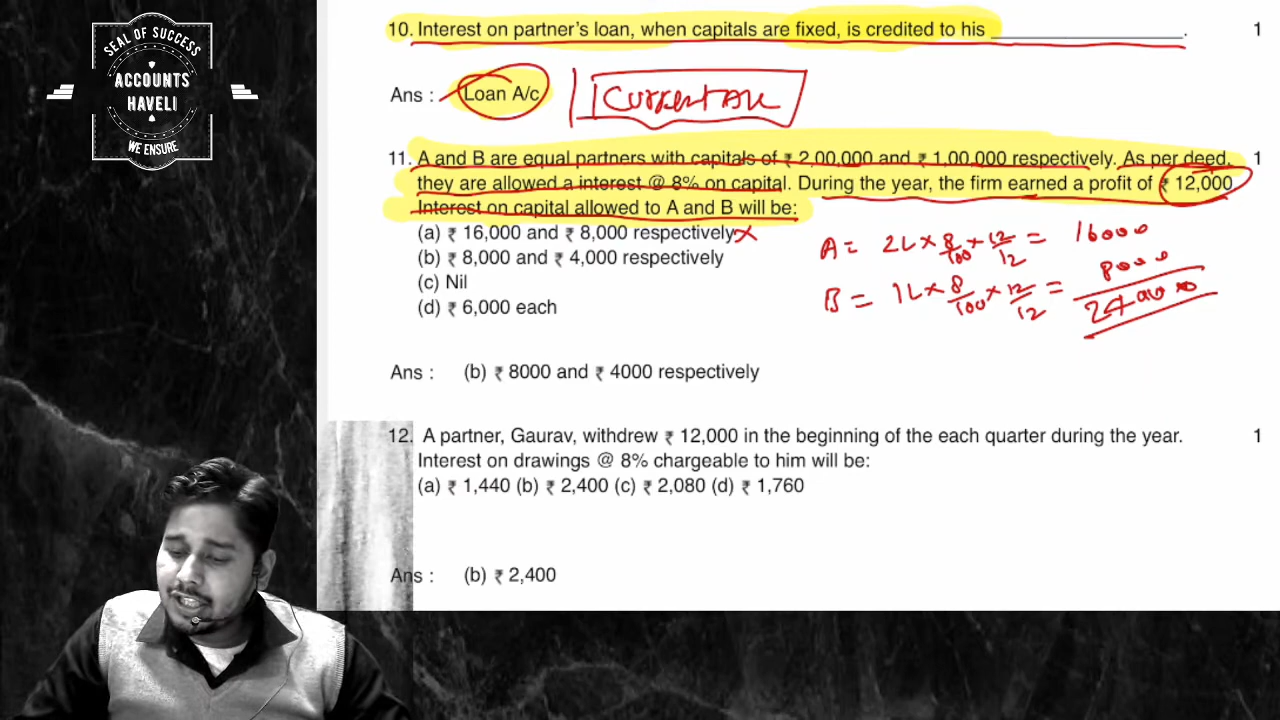 SEAL OF SUCCESS
ACCOUNTS
HAVELI
WE ENSURE
10. Interest on partner's loan, when capitals are fixed, is credited to his ____________________. 1
Ans : Loan A/c Current A/c
11. A and B are equal partners with capitals of ₹ 2,00,000 and ₹ 1,00,000 respectively. As per deed, 1
they are allowed a interest @ 8% on capital. During the year, the firm earned a profit of ₹ 12,000
Interest on capital allowed to A and B will be:
(a) ₹ 16,000 and ₹ 8,000 respectively ×
(b) ₹ 8,000 and ₹ 4,000 respectively
(c) Nil
(d) ₹ 6,000 each
A = 2L × 8/100 × 12/12 = 16000
B = 1L × 8/100 × 12/12 = 8000
24000
Ans : (b) ₹ 8000 and ₹ 4000 respectively
12. A partner, Gaurav, withdrew ₹ 12,000 in the beginning of the each quarter during the year. 1
Interest on drawings @ 8% chargeable to him will be:
(a) ₹ 1,440 (b) ₹ 2,400 (c) ₹ 2,080 (d) ₹ 1,760
Ans : (b) ₹ 2,400